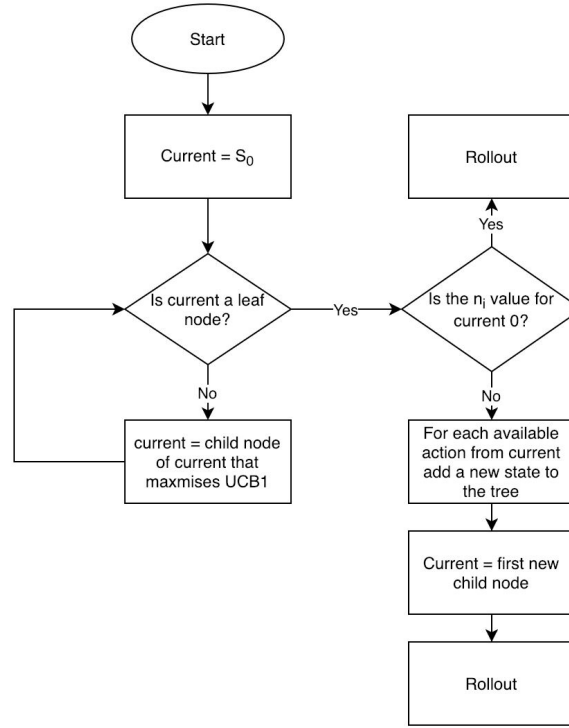 Start
Current = S₀
Rollout
Yes
Is current a leaf
node?
Yes
Is the nᵢ value for
current 0?
No
No
current = child node
of current that
maxmises UCB1
For each available
action from current
add a new state to
the tree
Current = first new
child node
Rollout